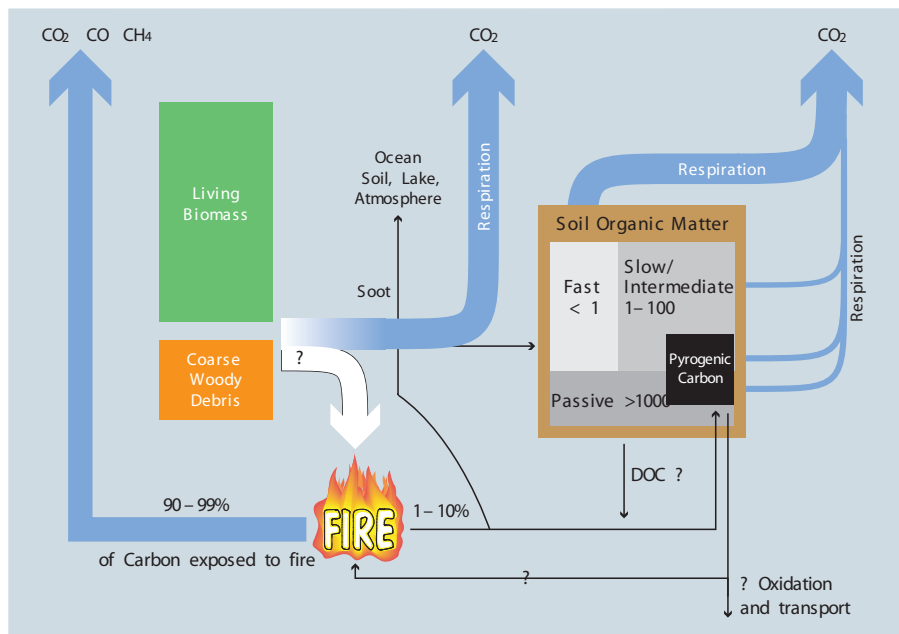 CO₂ CO CH₄
CO₂
CO₂
Living
Biomass
Ocean
Soil, Lake,
Atmosphere
Respiration
Respiration
Respiration
Soil Organic Matter
Fast
< 1
Slow/
Intermediate
1–100
Soot
?
Coarse
Woody
Debris
Pyrogenic
Carbon
Passive >1000
DOC ?
90–99%
FIRE
1–10%
of Carbon exposed to fire
?
? Oxidation
and transport